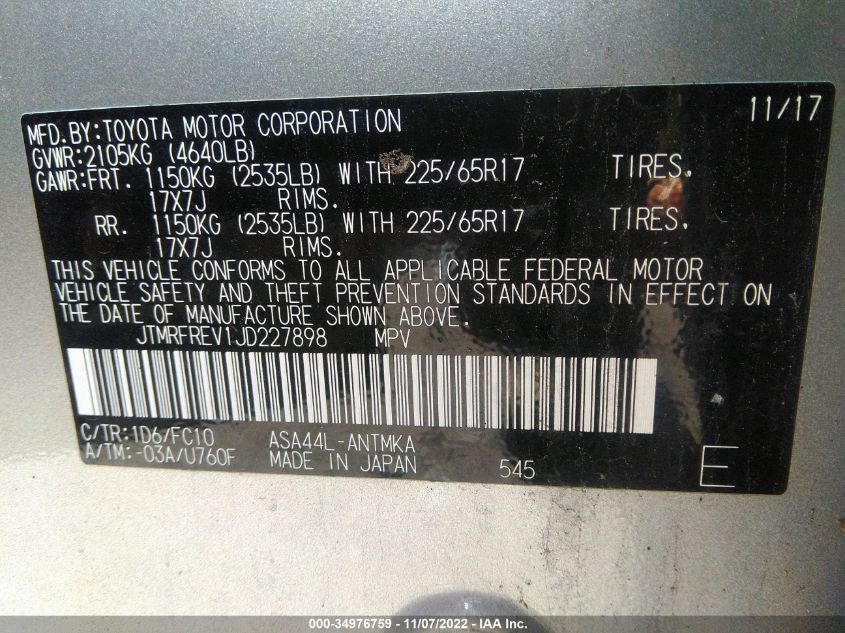 11/17
MFD.BY:TOYOTA MOTOR CORPORATION
GVWR:2105KG (4640LB)
GAWR:FRT. 1150KG (2535LB) WITH 225/65R17 TIRES,
17X7J RIMS.
RR. 1150KG (2535LB) WITH 225/65R17 TIRES,
17X7J RIMS.
THIS VEHICLE CONFORMS TO ALL APPLICABLE FEDERAL MOTOR
VEHICLE SAFETY AND THEFT PREVENTION STANDARDS IN EFFECT ON
THE DATE OF MANUFACTURE SHOWN ABOVE.
JTMRFREV1JD227898 MPV
C/TR:1D6/FC10 ASA44L-ANTMKA
A/TM:-03A/U760F MADE IN JAPAN 545 E
000-34976759 - 11/07/2022 - IAA Inc.